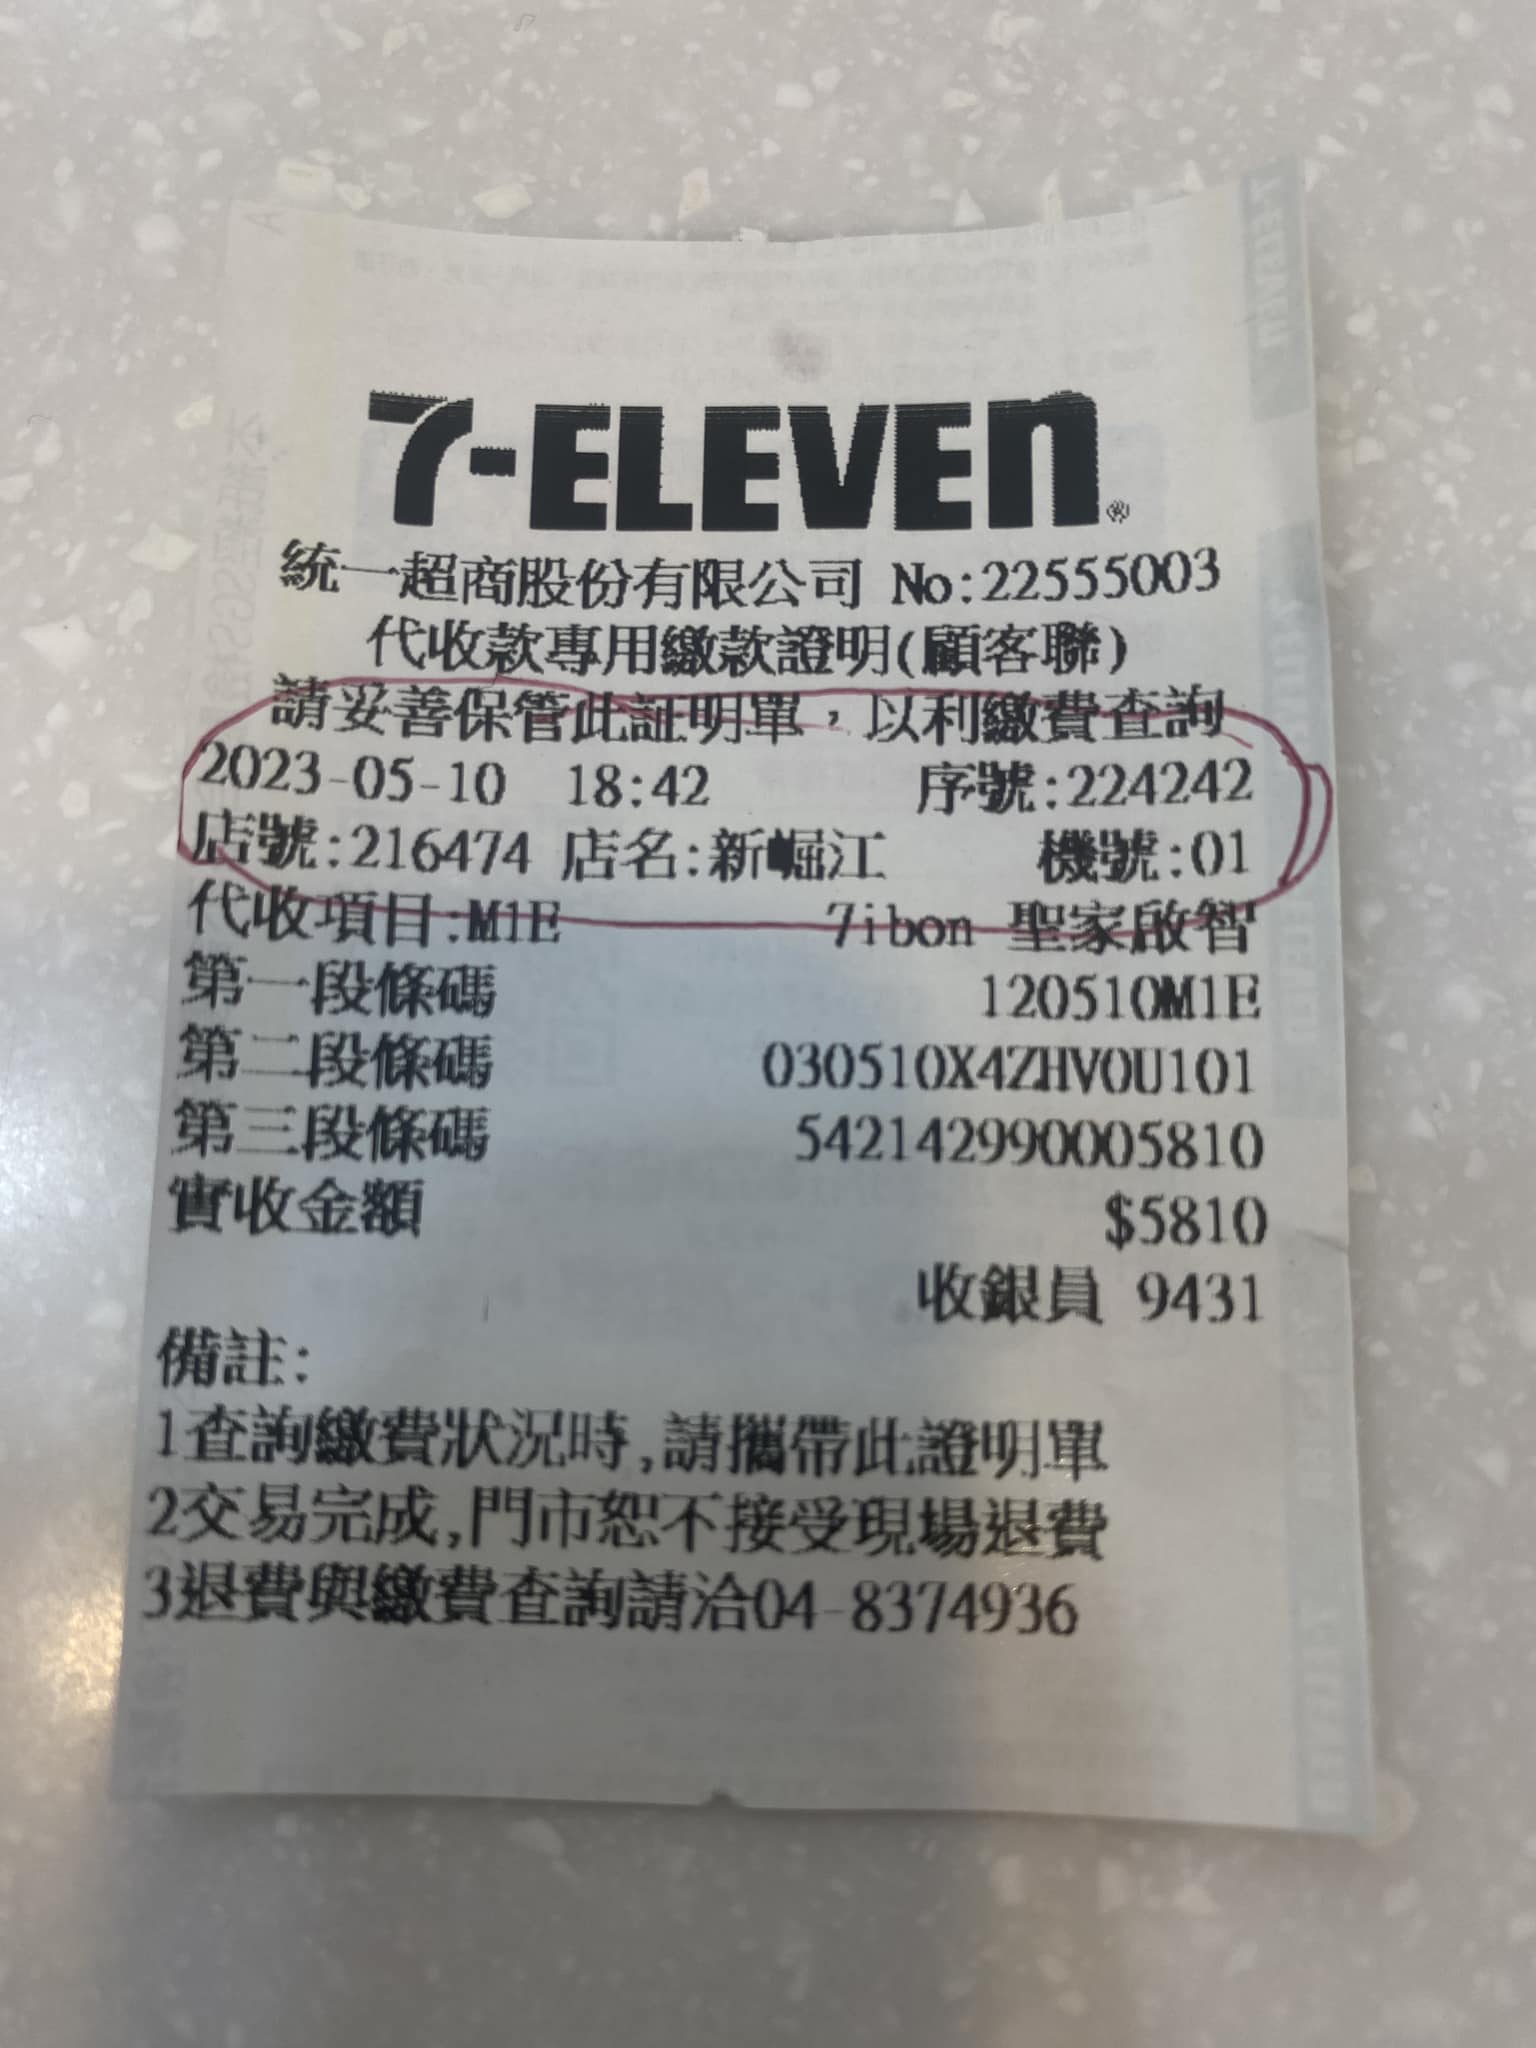 7-ELEVEN®
統一超商股份有限公司 No:22555003
代收款專用繳款證明(顧客聯)
請妥善保管此証明單，以利繳費查詢
2023-05-10 18:42 序號:224242
店號:216474 店名:新崛江 機號:01
代收項目:M1E 7ibon 聖家啟智
第一段條碼 120510M1E
第二段條碼 030510X4ZHV0U101
第三段條碼 542142990005810
實收金額 $5810
收銀員 9431
備註:
1查詢繳費狀況時,請攜帶此證明單
2交易完成,門市恕不接受現場退費
3退費與繳費查詢請洽04-8374936